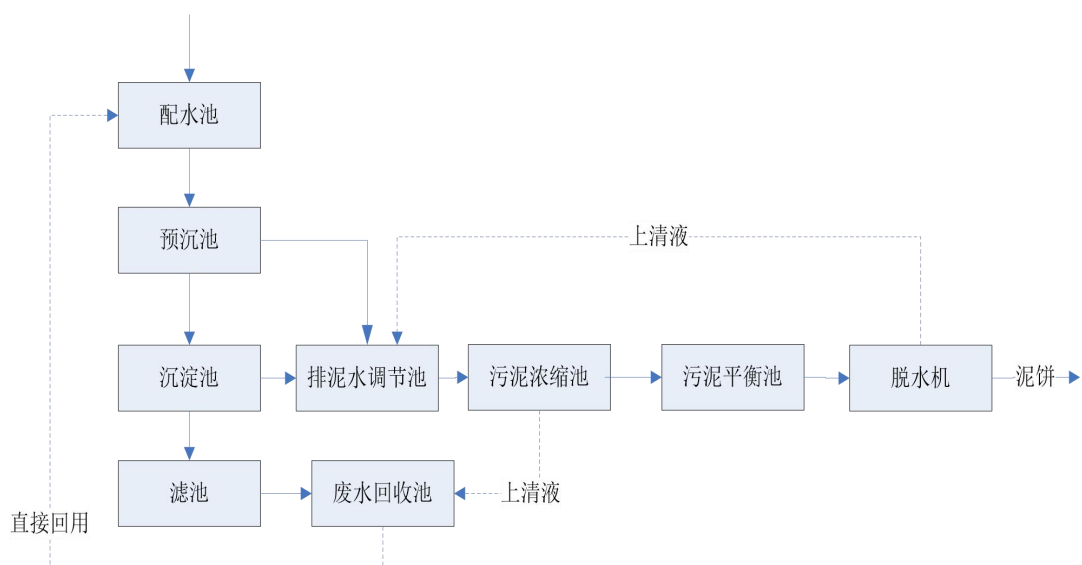 配水池
预沉池
上清液
沉淀池
排泥水调节池
污泥浓缩池
污泥平衡池
脱水机
泥饼
滤池
废水回收池
上清液
直接回用